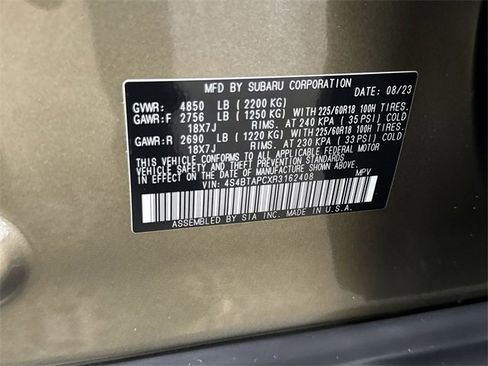 MFD BY SUBARU CORPORATION DATE: 08/23
GVWR: 4850 LB (2200 KG)
GAWR:F 2756 LB (1250 KG) WITH 225/60R18 100H TIRES.
18X7J RIMS. AT 240 KPA (35 PSI) COLD
GAWR:R 2690 LB (1220 KG) WITH 225/60R18 100H TIRES.
18X7J RIMS. AT 230 KPA (33 PSI) COLD
THIS VEHICLE CONFORMS TO ALL APPLICABLE FEDERAL MOTOR
VEHICLE SAFETY AND THEFT PREVENTION STANDARDS IN EFFECT
ON THE DATE OF MANUFACTURE SHOWN ABOVE.
VIN: 4S4BTAPCXR3162408 MPV
ASSEMBLED BY SIA INC. MADE IN U.S.A.